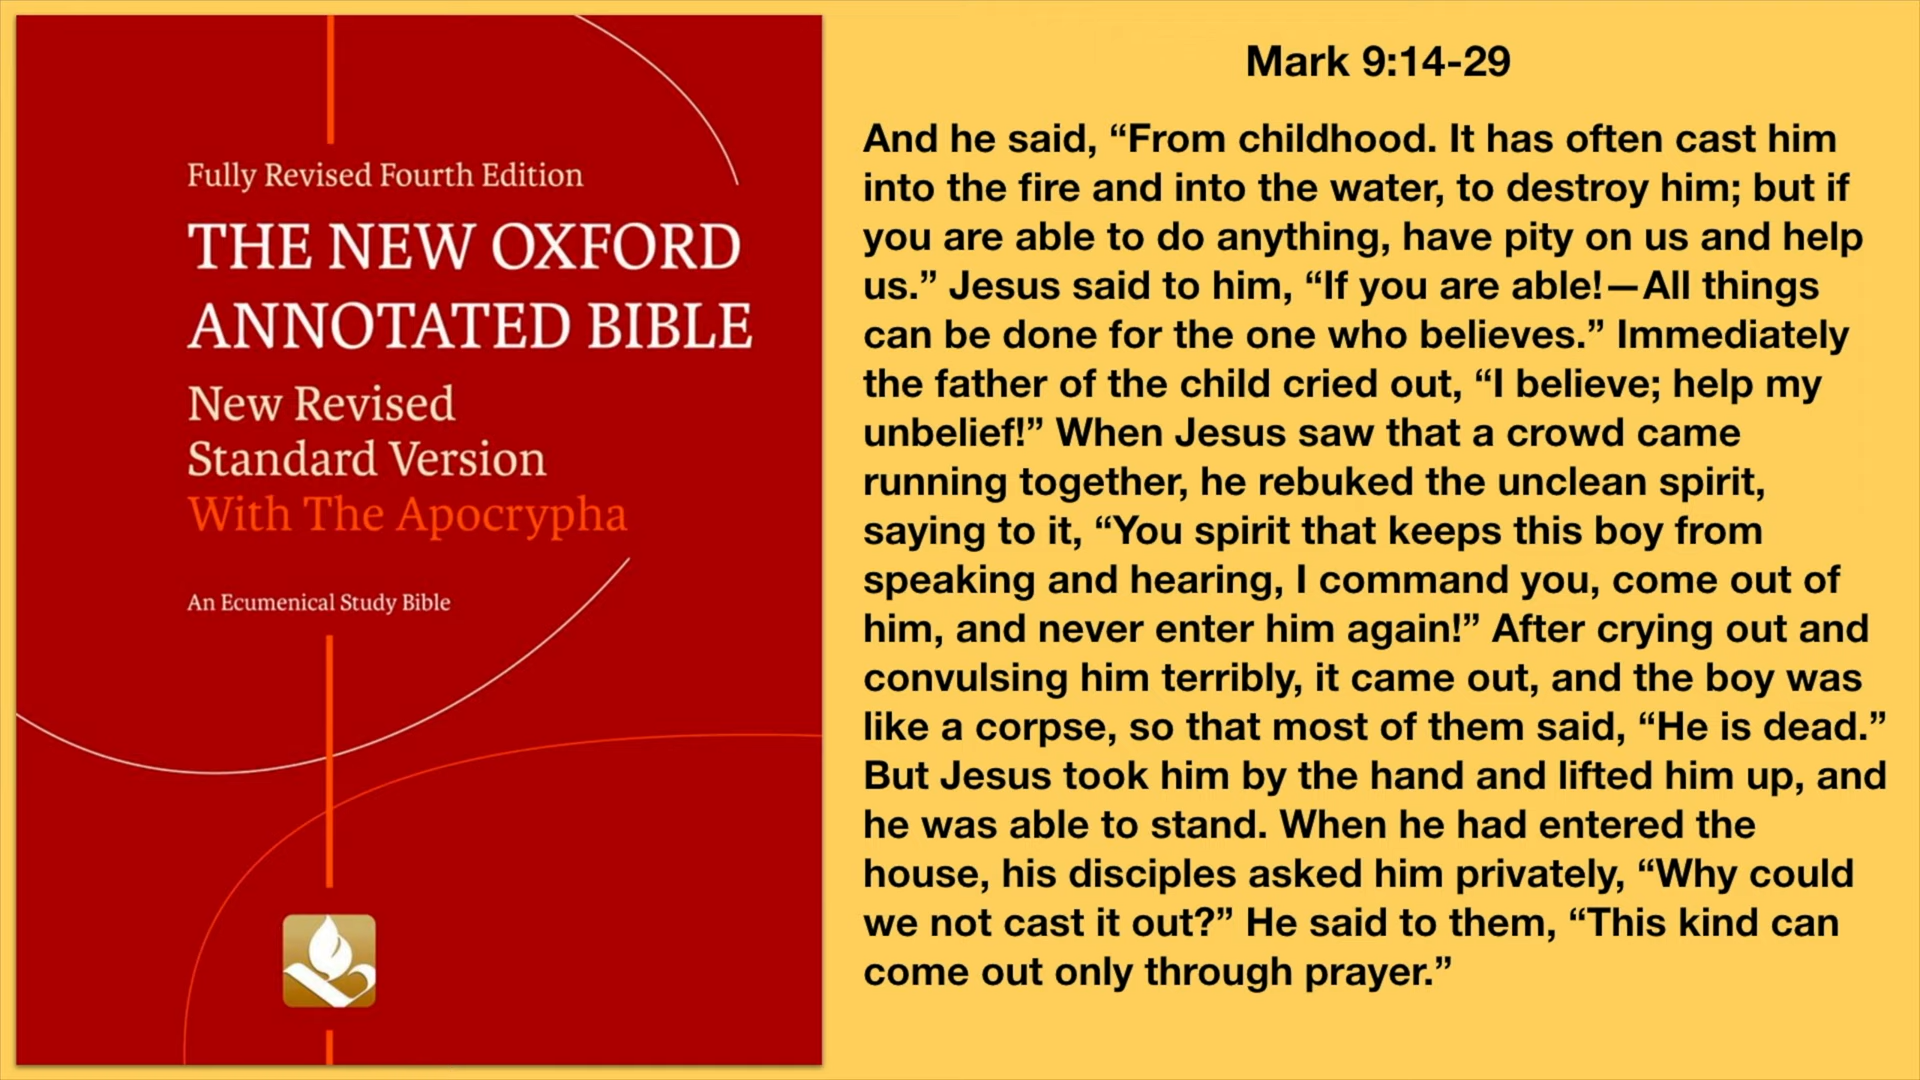 Fully Revised Fourth Edition
THE NEW OXFORD
ANNOTATED BIBLE
New Revised
Standard Version
With The Apocrypha
An Ecumenical Study Bible
Mark 9:14-29
And he said, “From childhood. It has often cast him
into the fire and into the water, to destroy him; but if
you are able to do anything, have pity on us and help
us.” Jesus said to him, “If you are able!—All things
can be done for the one who believes.” Immediately
the father of the child cried out, “I believe; help my
unbelief!” When Jesus saw that a crowd came
running together, he rebuked the unclean spirit,
saying to it, “You spirit that keeps this boy from
speaking and hearing, I command you, come out of
him, and never enter him again!” After crying out and
convulsing him terribly, it came out, and the boy was
like a corpse, so that most of them said, “He is dead.”
But Jesus took him by the hand and lifted him up, and
he was able to stand. When he had entered the
house, his disciples asked him privately, “Why could
we not cast it out?” He said to them, “This kind can
come out only through prayer.”